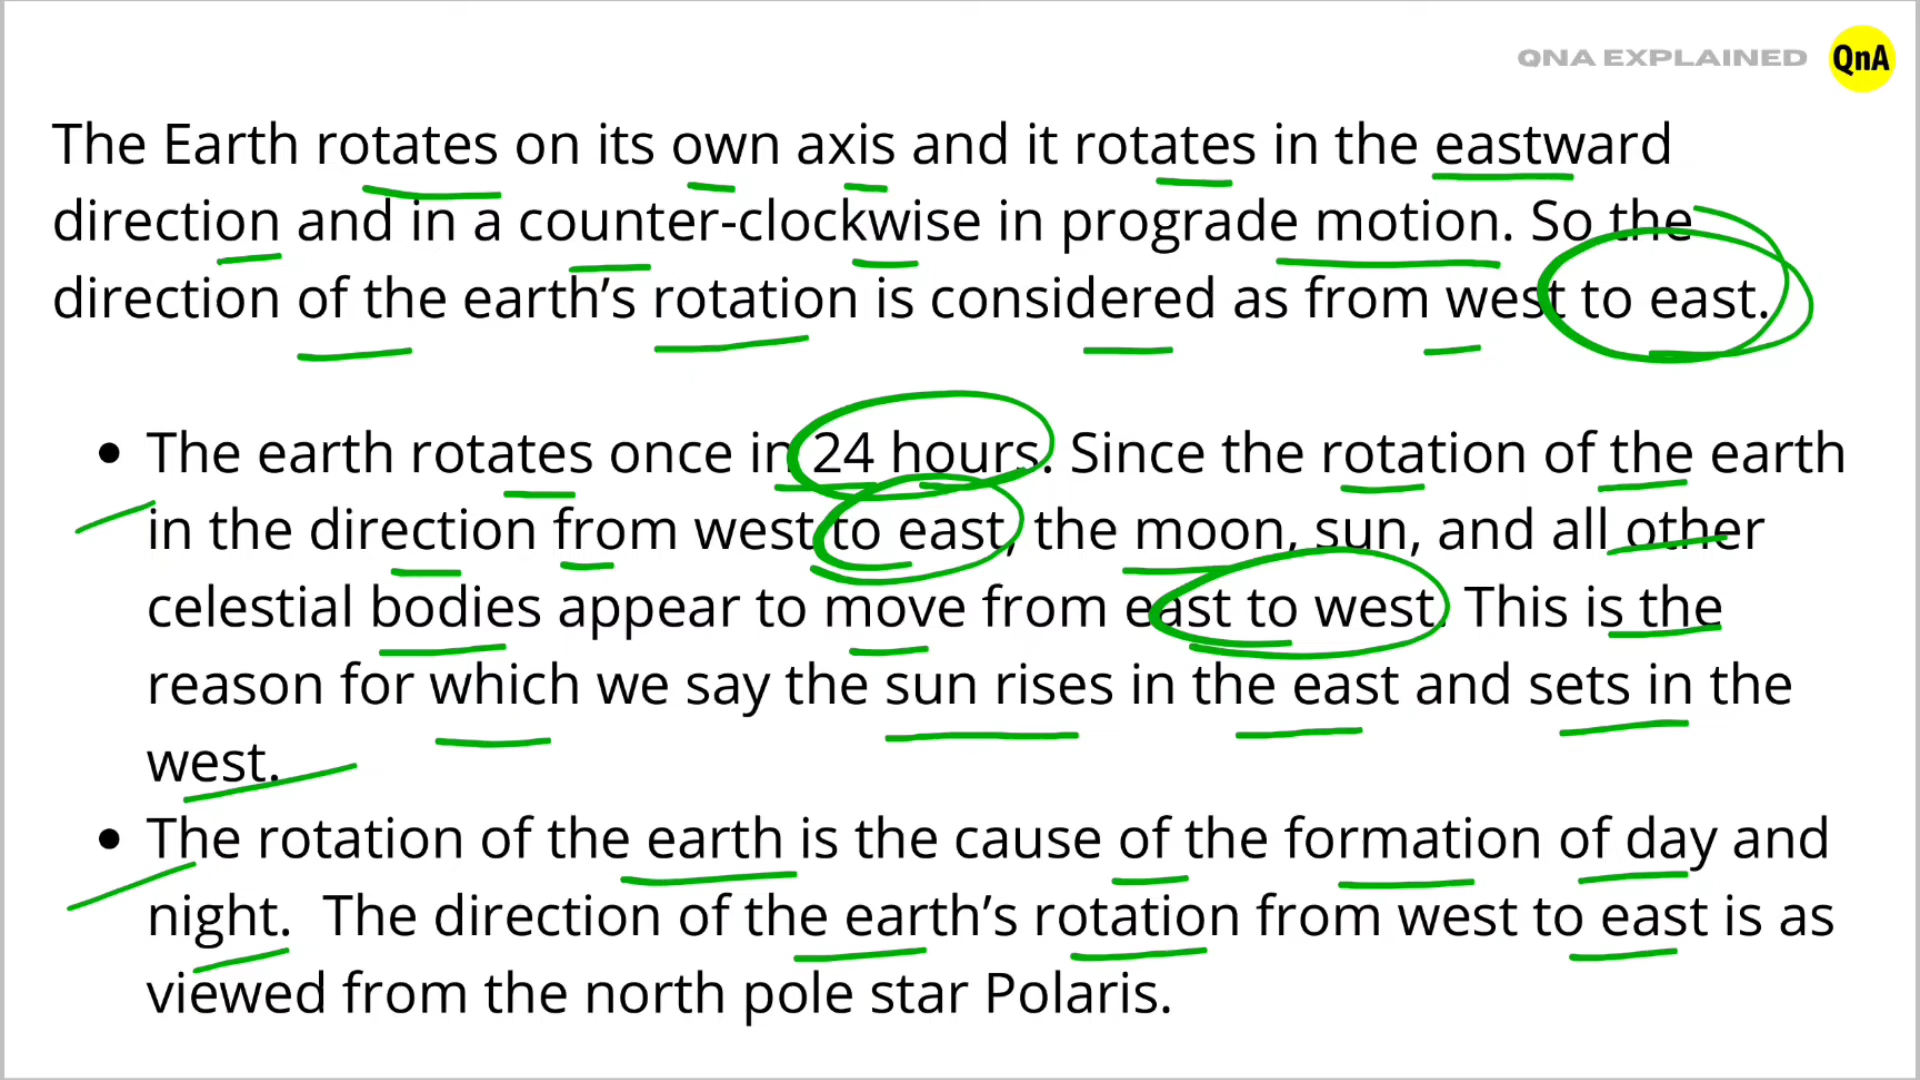 QNA EXPLAINED QnA
The Earth rotates on its own axis and it rotates in the eastward
direction and in a counter-clockwise in prograde motion. So the
direction of the earth’s rotation is considered as from west to east.
• The earth rotates once in 24 hours. Since the rotation of the earth
in the direction from west to east, the moon, sun, and all other
celestial bodies appear to move from east to west. This is the
reason for which we say the sun rises in the east and sets in the
west.
• The rotation of the earth is the cause of the formation of day and
night.  The direction of the earth’s rotation from west to east is as
viewed from the north pole star Polaris.